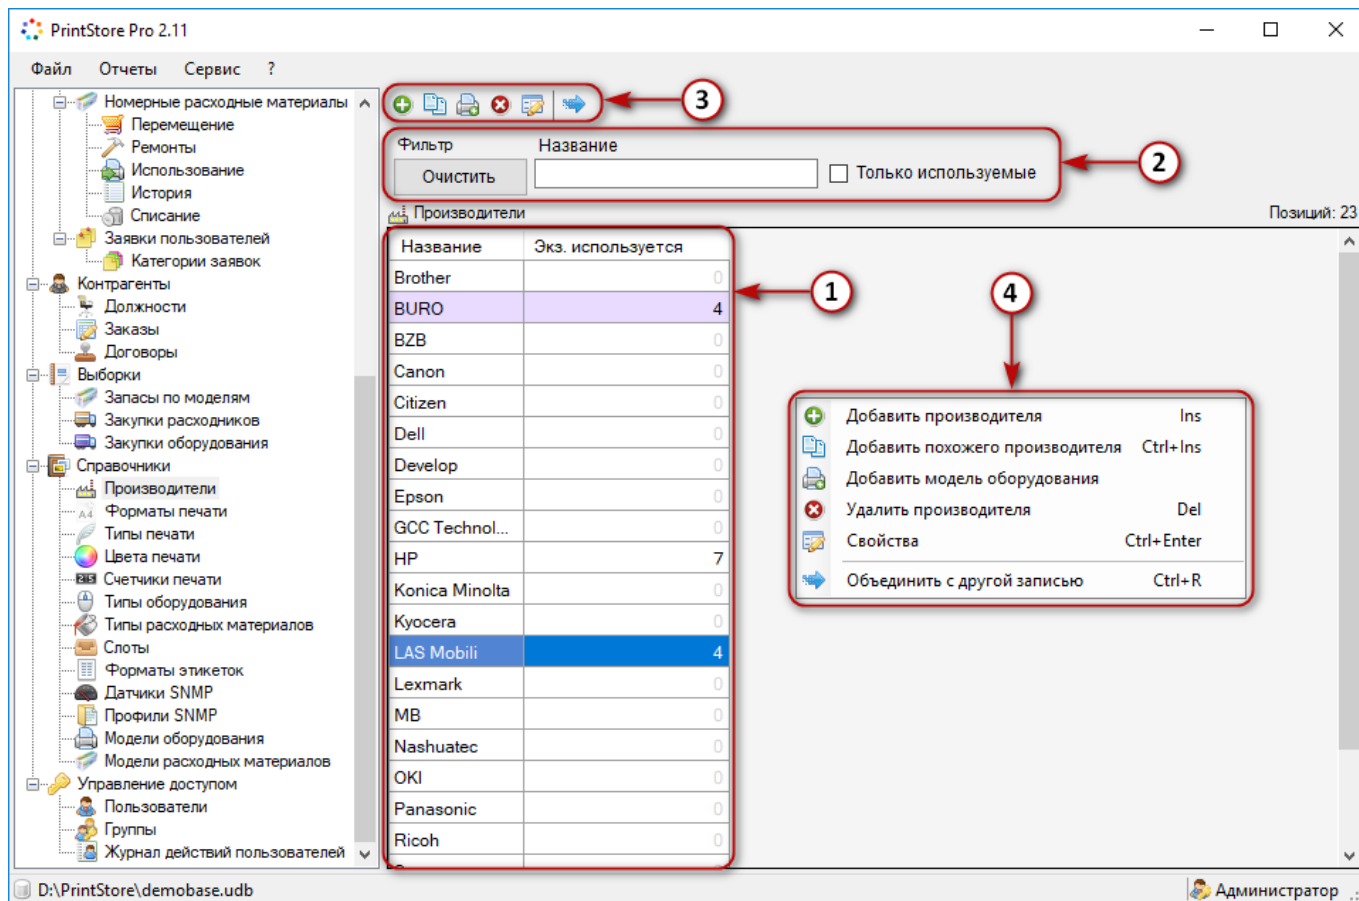 PrintStore Pro 2.11
Файл Отчеты Сервис ?
Номерные расходные материалы
Перемещение
Ремонты
Использование
История
Списание
Заявки пользователей
Категории заявок
Контрагенты
Должности
Заказы
Договоры
Выборки
Запасы по моделям
Закупки расходников
Закупки оборудования
Справочники
Производители
A4 Форматы печати
Типы печати
Цвета печати
Счетчики печати
Типы оборудования
Типы расходных материалов
Слоты
Форматы этикеток
Датчики SNMP
Профили SNMP
Модели оборудования
Модели расходных материалов
Управление доступом
Пользователи
Группы
Журнал действий пользователей
3
Фильтр Название
Очистить
Только используемые
2
Производители Позиций: 23
Название Экз. используется
Brother 0
BURO 4
BZB 0
Canon 0
Citizen 0
Dell 0
Develop 0
Epson 0
GCC Technol... 0
HP 7
Konica Minolta 0
Kyocera 0
LAS Mobili 4
Lexmark 0
MB 0
Nashuatec 0
OKI 0
Panasonic 0
Ricoh 0
1
4
Добавить производителя Ins
Добавить похожего производителя Ctrl+Ins
Добавить модель оборудования
Удалить производителя Del
Свойства Ctrl+Enter
Объединить с другой записью Ctrl+R
D:\PrintStore\demobase.udb
Администратор